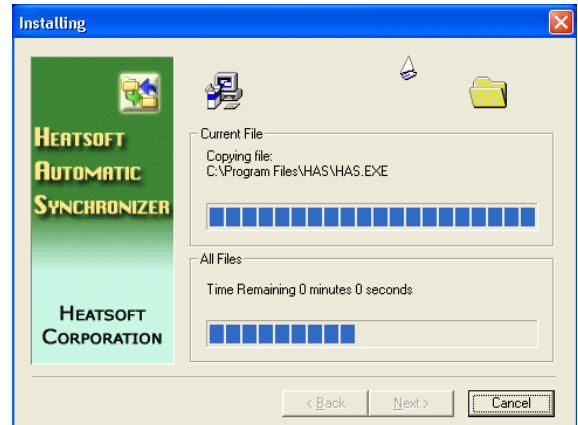 Installing
HEATSOFT
AUTOMATIC
SYNCHRONIZER
HEATSOFT
CORPORATION
Current File
Copying file:
C:\Program Files\HAS\HAS.EXE
All Files
Time Remaining 0 minutes 0 seconds
< Back
Next >
Cancel